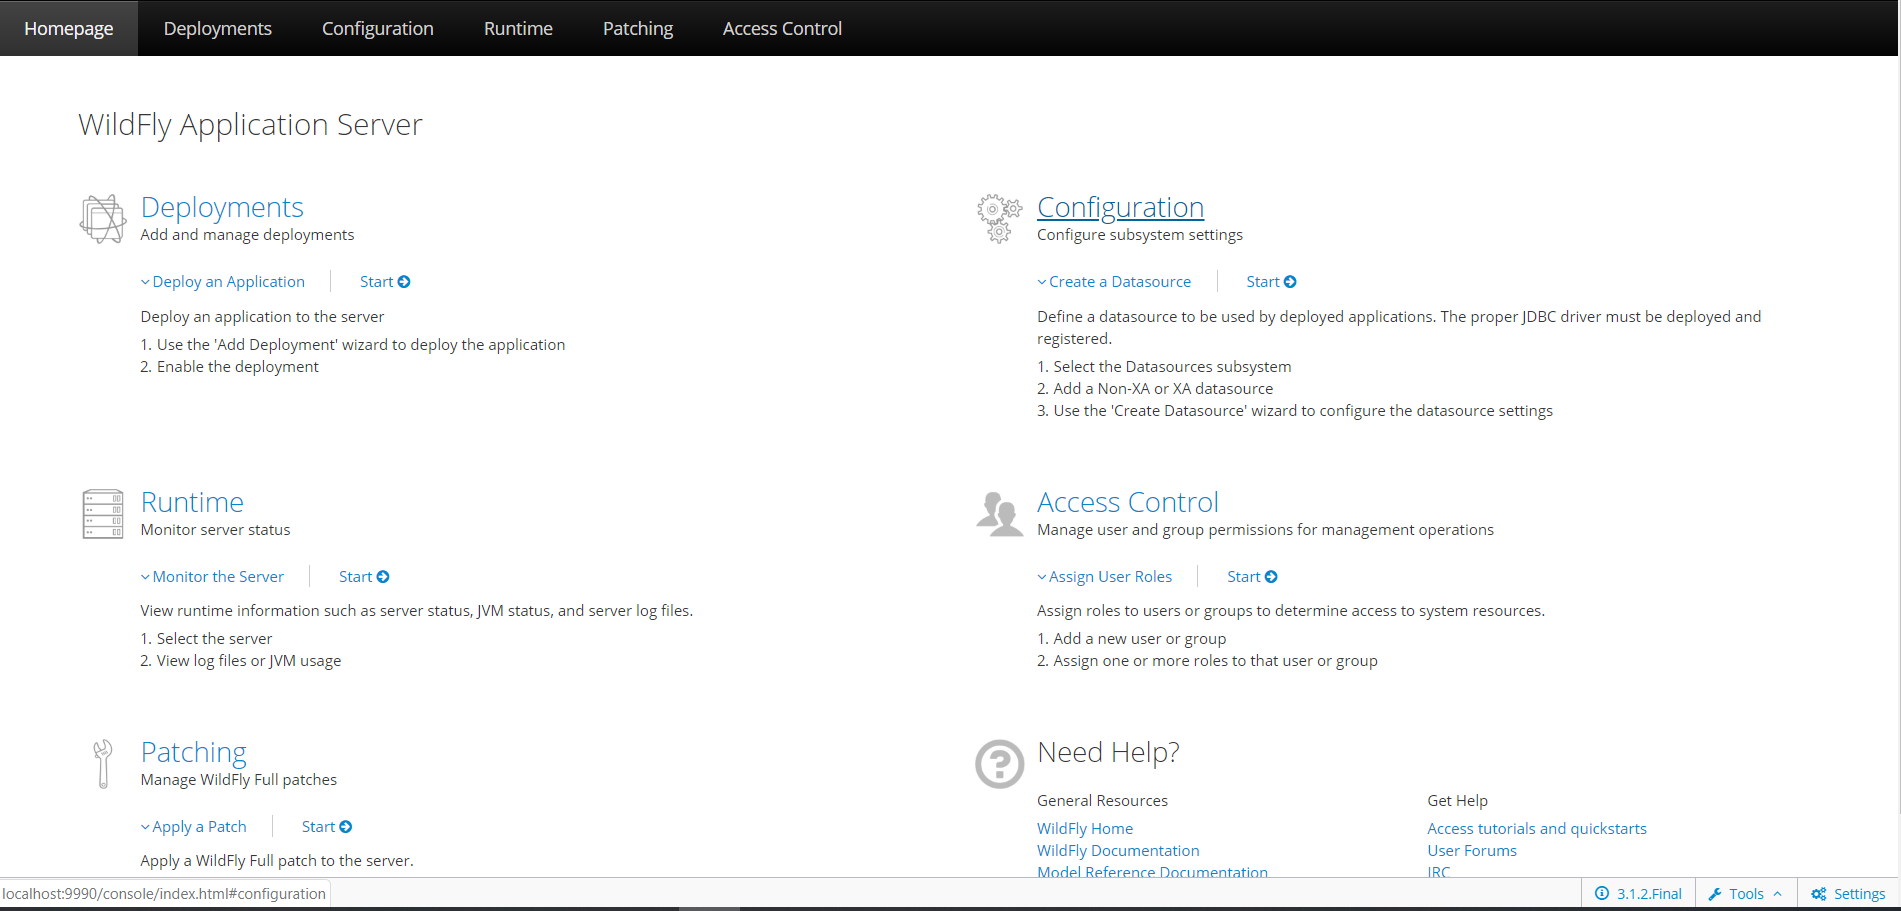 Homepage Deployments Configuration Runtime Patching Access Control
WildFly Application Server
Deployments
Add and manage deployments
Deploy an Application Start
Deploy an application to the server
1. Use the 'Add Deployment' wizard to deploy the application
2. Enable the deployment
Configuration
Configure subsystem settings
Create a Datasource Start
Define a datasource to be used by deployed applications. The proper JDBC driver must be deployed and
registered.
1. Select the Datasources subsystem
2. Add a Non-XA or XA datasource
3. Use the 'Create Datasource' wizard to configure the datasource settings
Runtime
Monitor server status
Monitor the Server Start
View runtime information such as server status, JVM status, and server log files.
1. Select the server
2. View log files or JVM usage
Access Control
Manage user and group permissions for management operations
Assign User Roles Start
Assign roles to users or groups to determine access to system resources.
1. Add a new user or group
2. Assign one or more roles to that user or group
Patching
Manage WildFly Full patches
Apply a Patch Start
Apply a WildFly Full patch to the server.
Need Help?
General Resources
WildFly Home
WildFly Documentation
Model Reference Documentation
Get Help
Access tutorials and quickstarts
User Forums
IRC
localhost:9990/console/index.html#configuration
3.1.2.Final Tools Settings